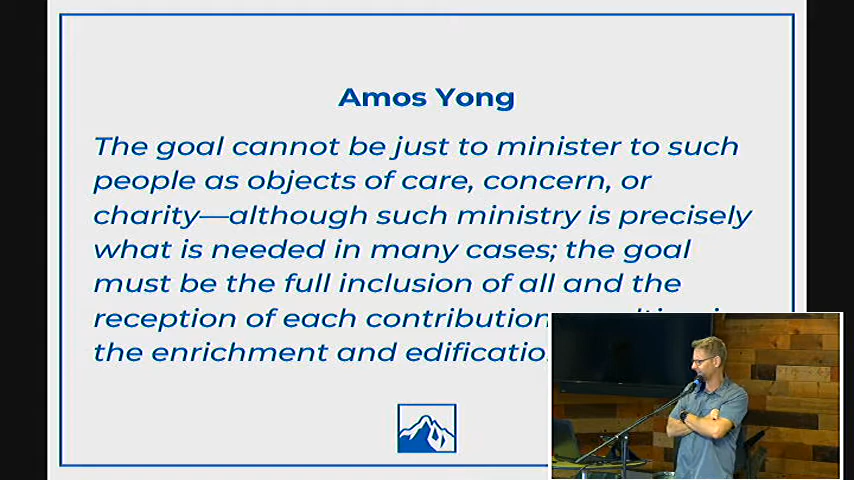 Amos Yong
The goal cannot be just to minister to such
people as objects of care, concern, or
charity—although such ministry is precisely
what is needed in many cases; the goal
must be the full inclusion of all and the
reception of each contribution
the enrichment and